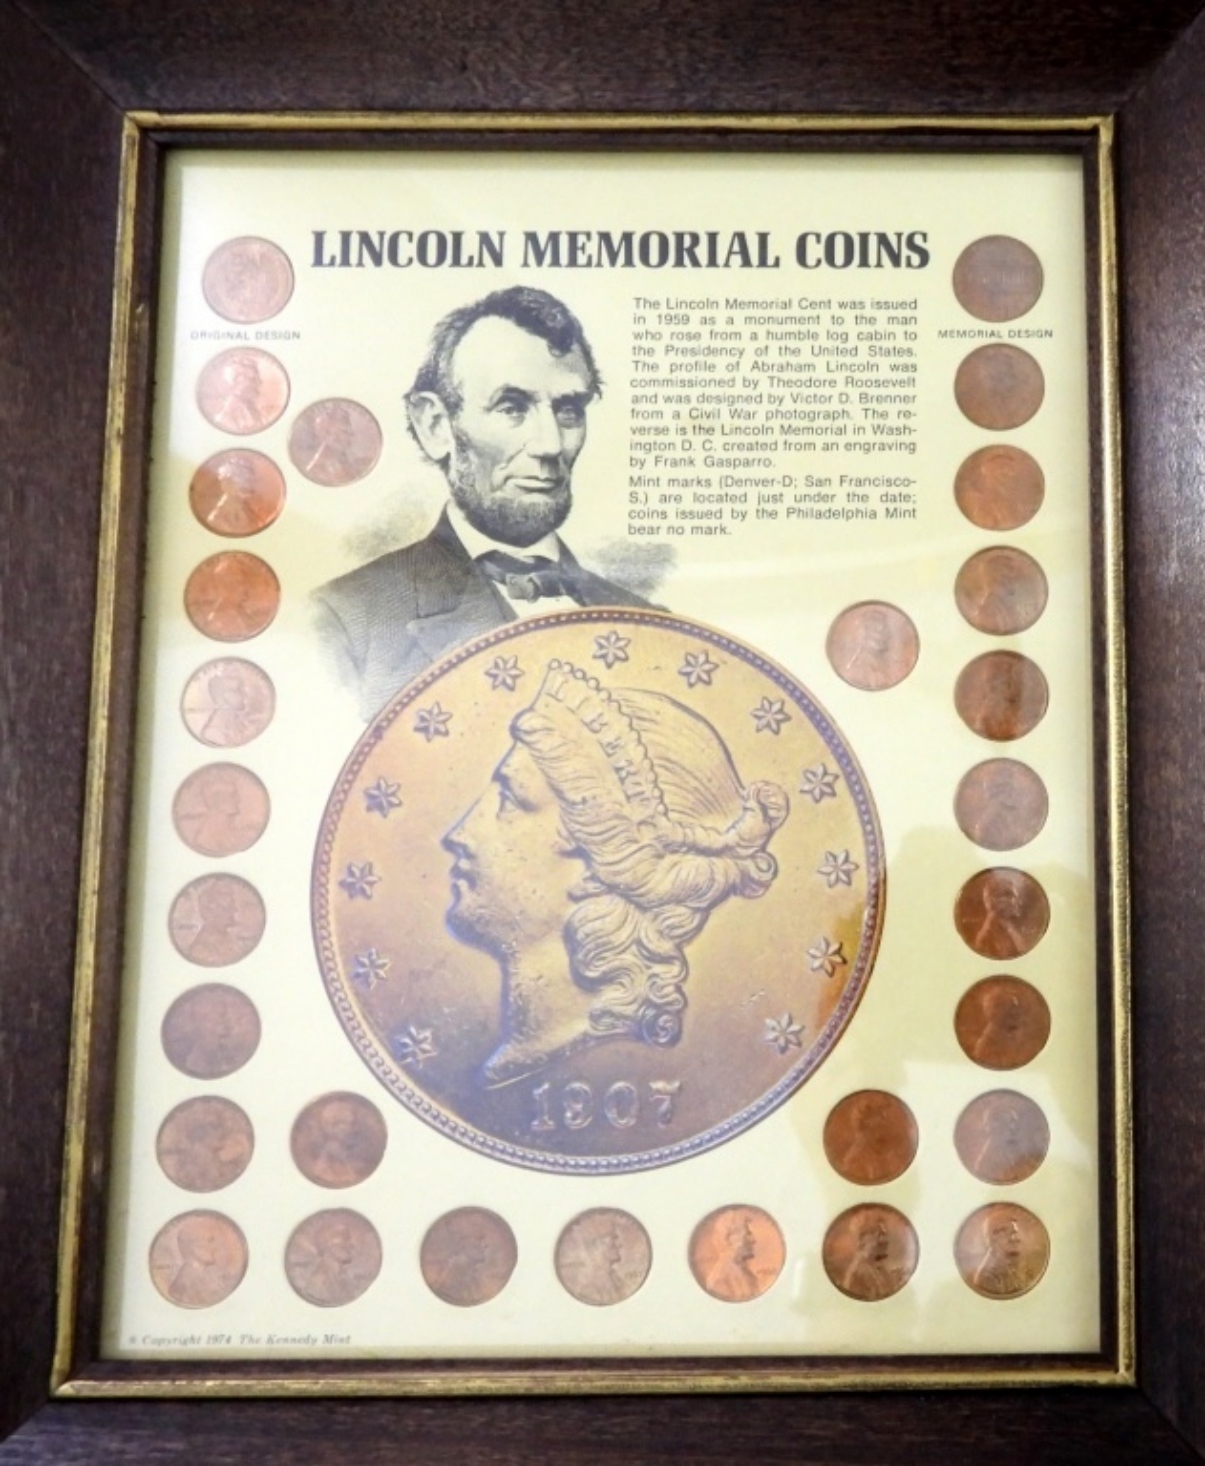 LINCOLN MEMORIAL COINS
ORIGINAL DESIGN
MEMORIAL DESIGN
The Lincoln Memorial Cent was issued
in 1959 as a monument to the man
who rose from a humble log cabin to
the Presidency of the United States.
The profile of Abraham Lincoln was
commissioned by Theodore Roosevelt
and was designed by Victor D. Brenner
from a Civil War photograph. The re-
verse is the Lincoln Memorial in Wash-
ington D. C. created from an engraving
by Frank Gasparro.
Mint marks (Denver-D; San Francisco-
S.) are located just under the date;
coins issued by the Philadelphia Mint
bear no mark.
LIBERTY
1907
© Copyright 1974 The Kennedy Mint